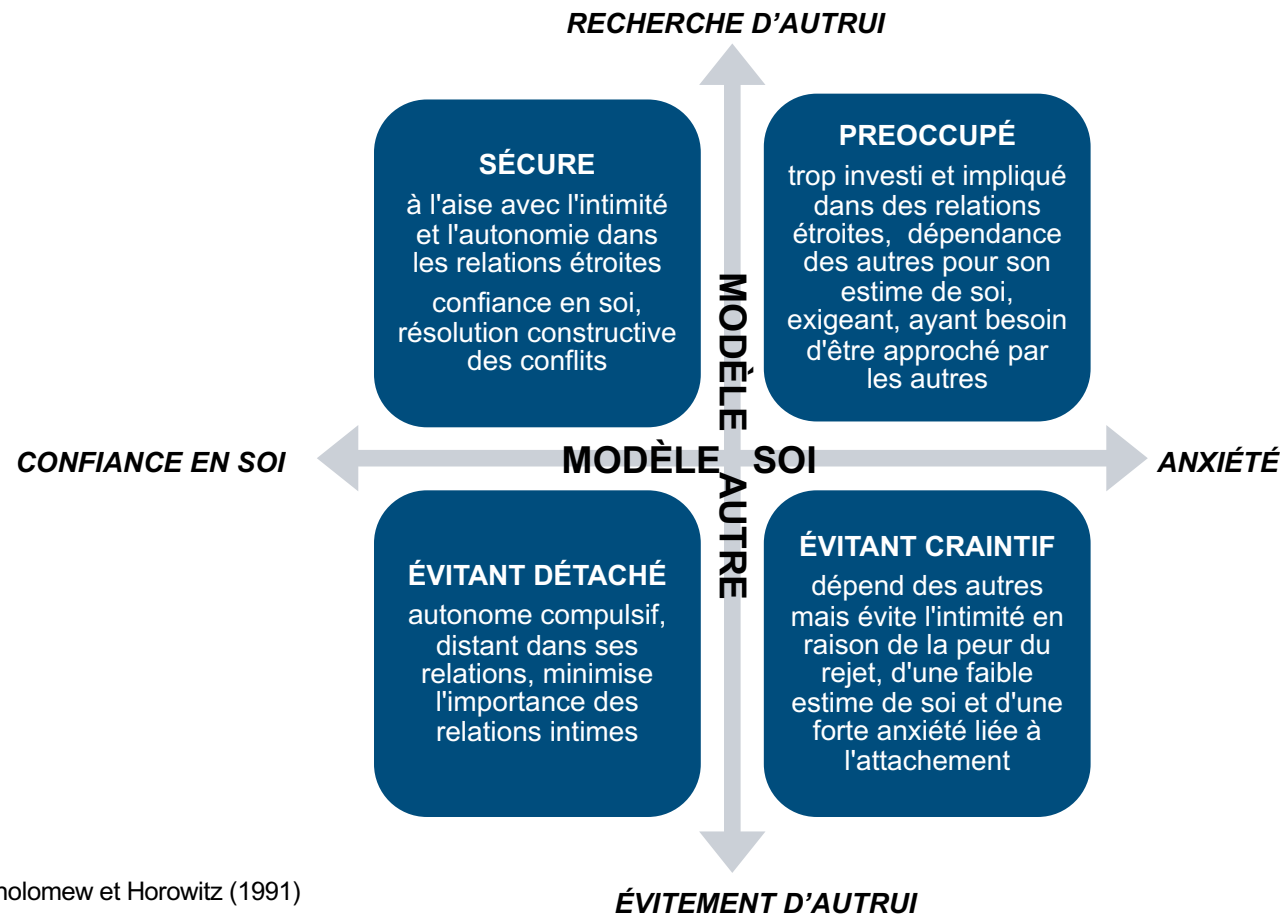 RECHERCHE D’AUTRUI
SÉCURE
à l'aise avec l'intimité
et l'autonomie dans
les relations étroites
confiance en soi,
résolution constructive
des conflits
PREOCCUPÉ
trop investi et impliqué
dans des relations
étroites,  dépendance
des autres pour son
estime de soi,
exigeant, ayant besoin
d'être approché par
les autres
CONFIANCE EN SOI
MODÈLE SOI
ANXIÉTÉ
MODÈLE AUTRE
ÉVITANT DÉTACHÉ
autonome compulsif,
distant dans ses
relations, minimise
l'importance des
relations intimes
ÉVITANT CRAINTIF
dépend des autres
mais évite l'intimité en
raison de la peur du
rejet, d'une faible
estime de soi et d'une
forte anxiété liée à
l'attachement
holomew et Horowitz (1991)
ÉVITEMENT D’AUTRUI